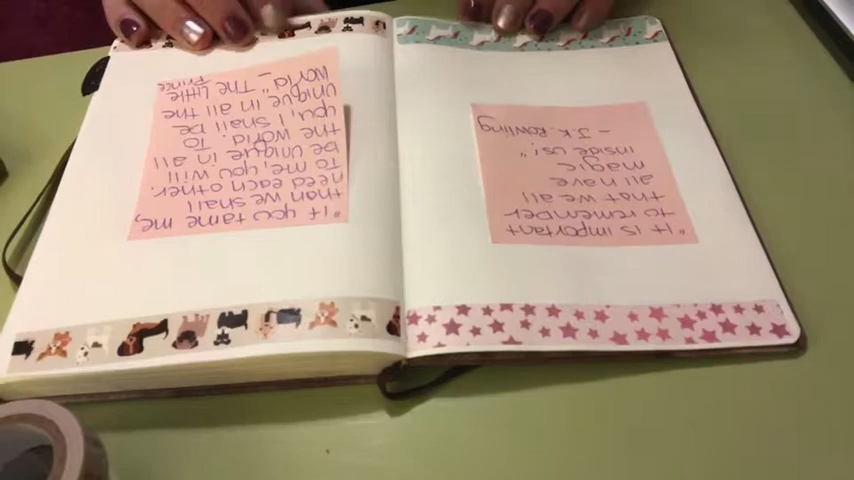 "It is important
to remember
that we all
all have
magic
inside us!"
– J.K. Rowling
"If you tame me,
than we shall
need each other.
To me, you will
be unique in all
the world. To
you, I shall be
unique in all the
world" – The Little
Prince